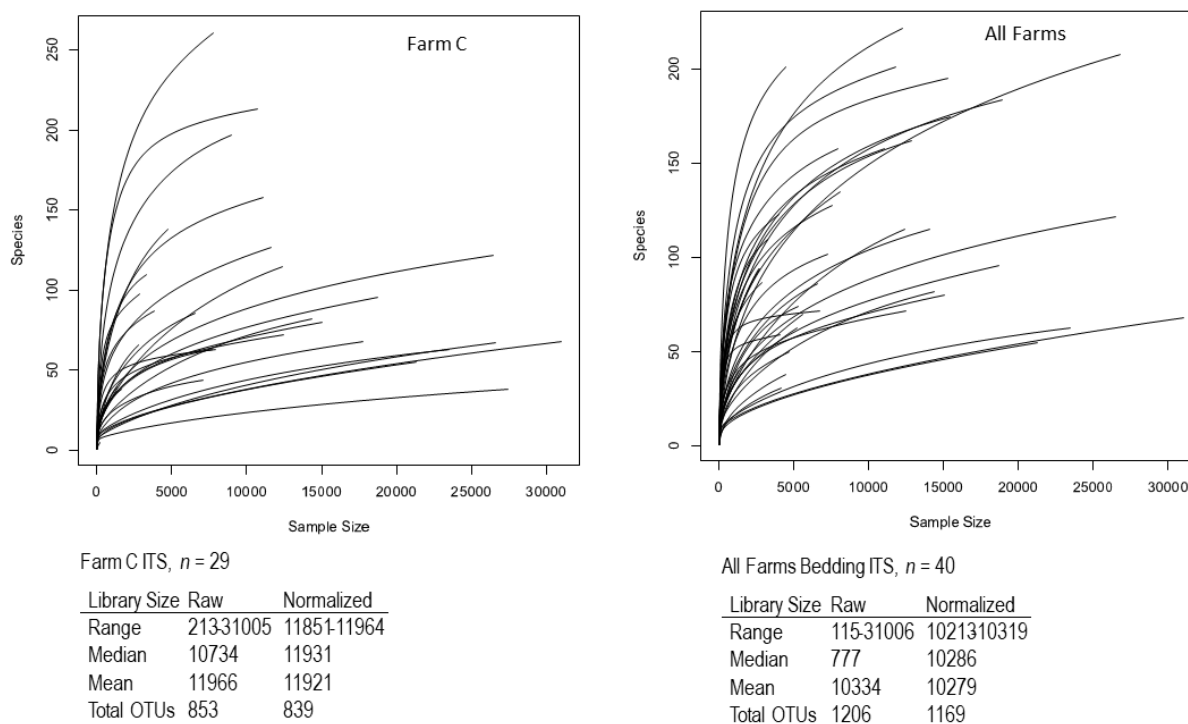 Farm C
250
200
150
100
50
0
Species
0 5000 10000 15000 20000 25000 30000
Sample Size
Farm C ITS, n = 29
Library Size Raw Normalized
Range 213-31005 11851-11964
Median 10734 11931
Mean 11966 11921
Total OTUs 853 839
All Farms
200
150
100
50
0
Species
0 5000 10000 15000 20000 25000 30000
Sample Size
All Farms Bedding ITS, n = 40
Library Size Raw Normalized
Range 115-31006 10213-10319
Median 777 10286
Mean 10334 10279
Total OTUs 1206 1169